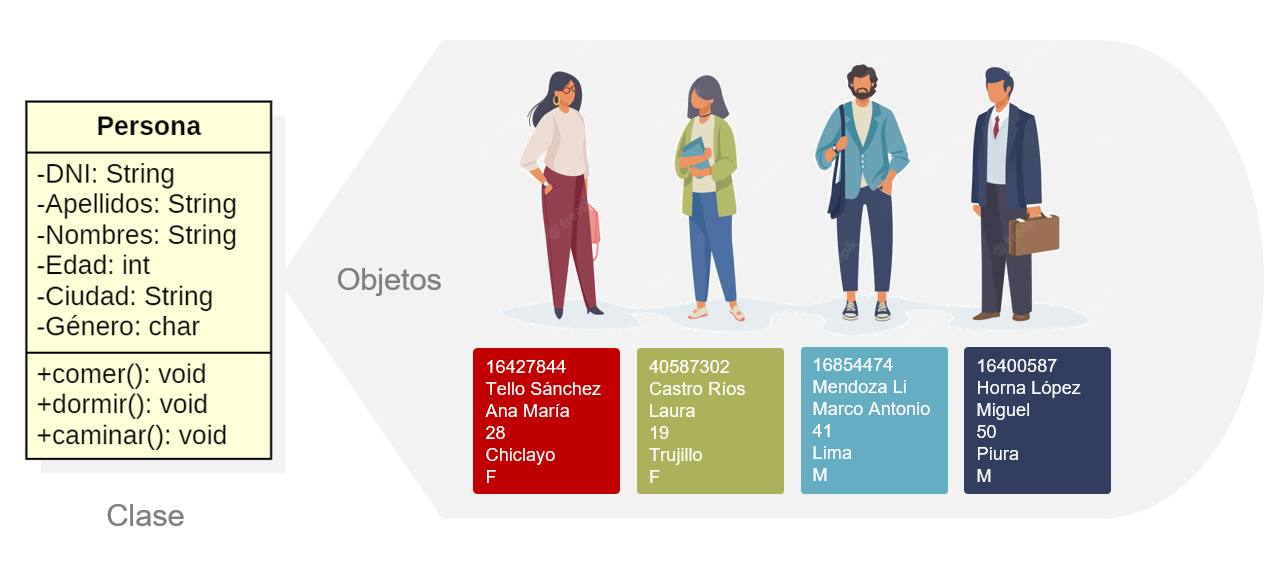 Persona
-DNI: String
-Apellidos: String
-Nombres: String
-Edad: int
-Ciudad: String
-Género: char
+comer(): void
+dormir(): void
+caminar(): void
Clase
Objetos
16427844
Tello Sánchez
Ana María
28
Chiclayo
F
40587302
Castro Ríos
Laura
19
Trujillo
F
16854474
Mendoza Li
Marco Antonio
41
Lima
M
16400587
Horna López
Miguel
50
Piura
M